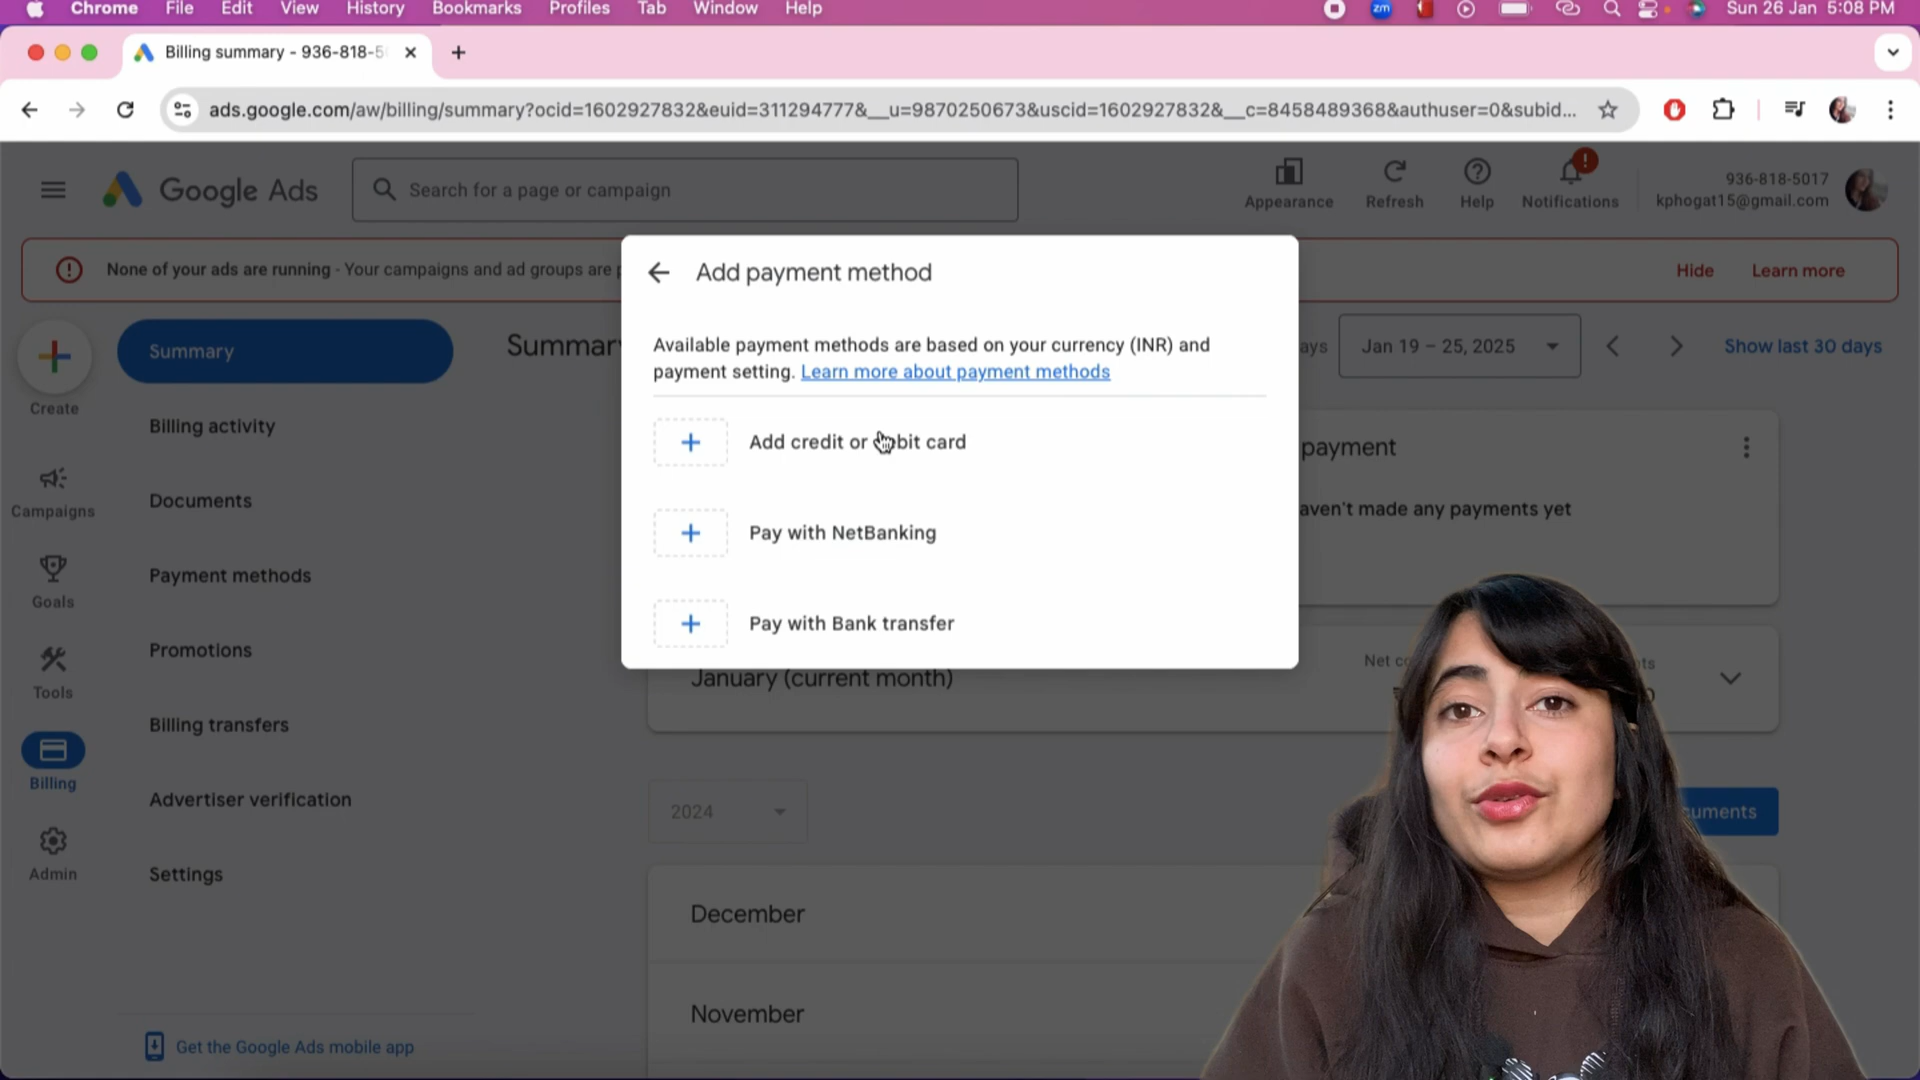 Chrome File Edit View History Bookmarks Profiles Tab Window Help
zm
Sun 26 Jan 5:08 PM
Billing summary - 936-818-5
ads.google.com/aw/billing/summary?ocid=1602927832&euid=311294777&__u=9870250673&uscid=1602927832&__c=8458489368&authuser=0&subid...
Google Ads
Search for a page or campaign
Appearance
Refresh
Help
Notifications
936-818-5017
kphogat15@gmail.com
None of your ads are running - Your campaigns and ad groups are
Hide
Learn more
Create
Campaigns
Goals
Tools
Billing
Admin
Summary
Billing activity
Documents
Payment methods
Promotions
Billing transfers
Advertiser verification
Settings
Get the Google Ads mobile app
Summary
Jan 19 – 25, 2025
Show last 30 days
Add payment method
Available payment methods are based on your currency (INR) and
payment setting. Learn more about payment methods
Add credit or debit card
Pay with NetBanking
Pay with Bank transfer
payment
made any payments yet
January (current month)
Net
2024
December
November